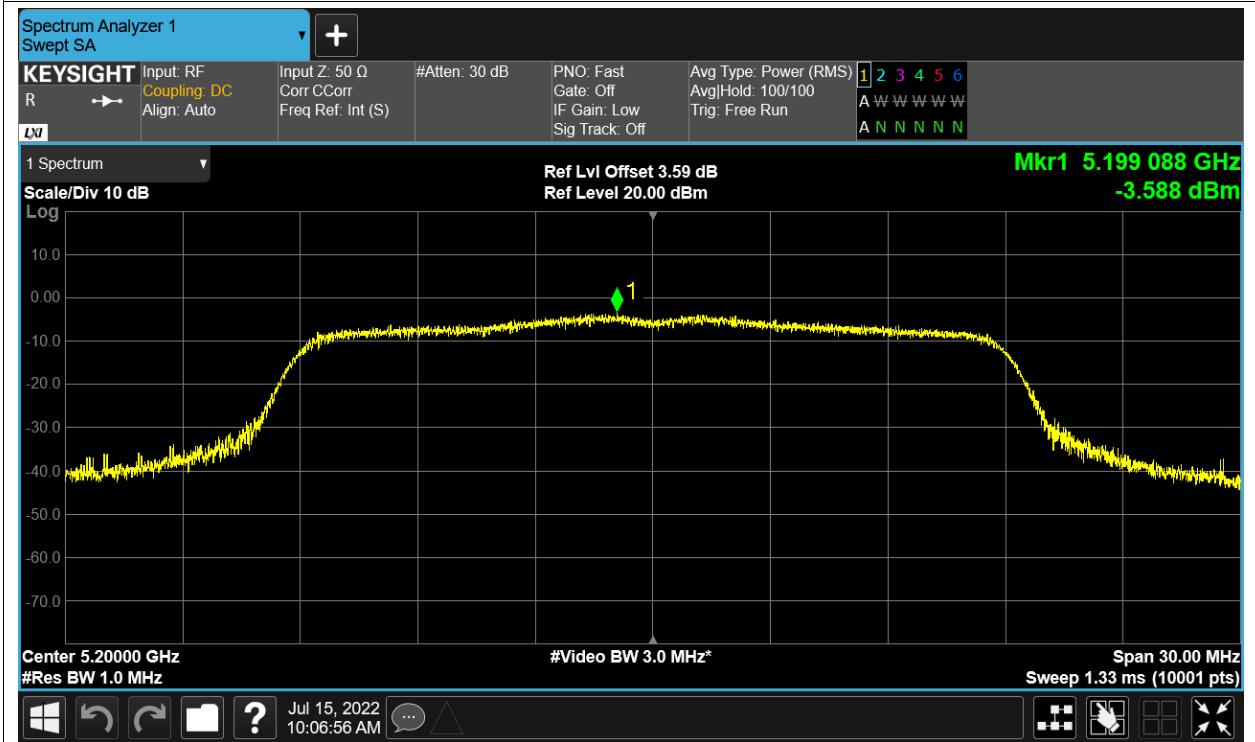 Spectrum Analyzer 1
Swept SA
+
KEYSIGHT
R
LXI
Input: RF
Coupling: DC
Align: Auto
Input Z: 50 Ω
Corr CCorr
Freq Ref: Int (S)
#Atten: 30 dB
PNO: Fast
Gate: Off
IF Gain: Low
Sig Track: Off
Avg Type: Power (RMS)
Avg|Hold: 100/100
Trig: Free Run
1 2 3 4 5 6
A W W W W W
A N N N N N
1 Spectrum
Scale/Div 10 dB
Log
Ref Lvl Offset 3.59 dB
Ref Level 20.00 dBm
Mkr1 5.199 088 GHz
-3.588 dBm
10.0
0.00
-10.0
-20.0
-30.0
-40.0
-50.0
-60.0
-70.0
1
Center 5.20000 GHz
#Res BW 1.0 MHz
#Video BW 3.0 MHz*
Span 30.00 MHz
Sweep 1.33 ms (10001 pts)
?
Jul 15, 2022
10:06:56 AM